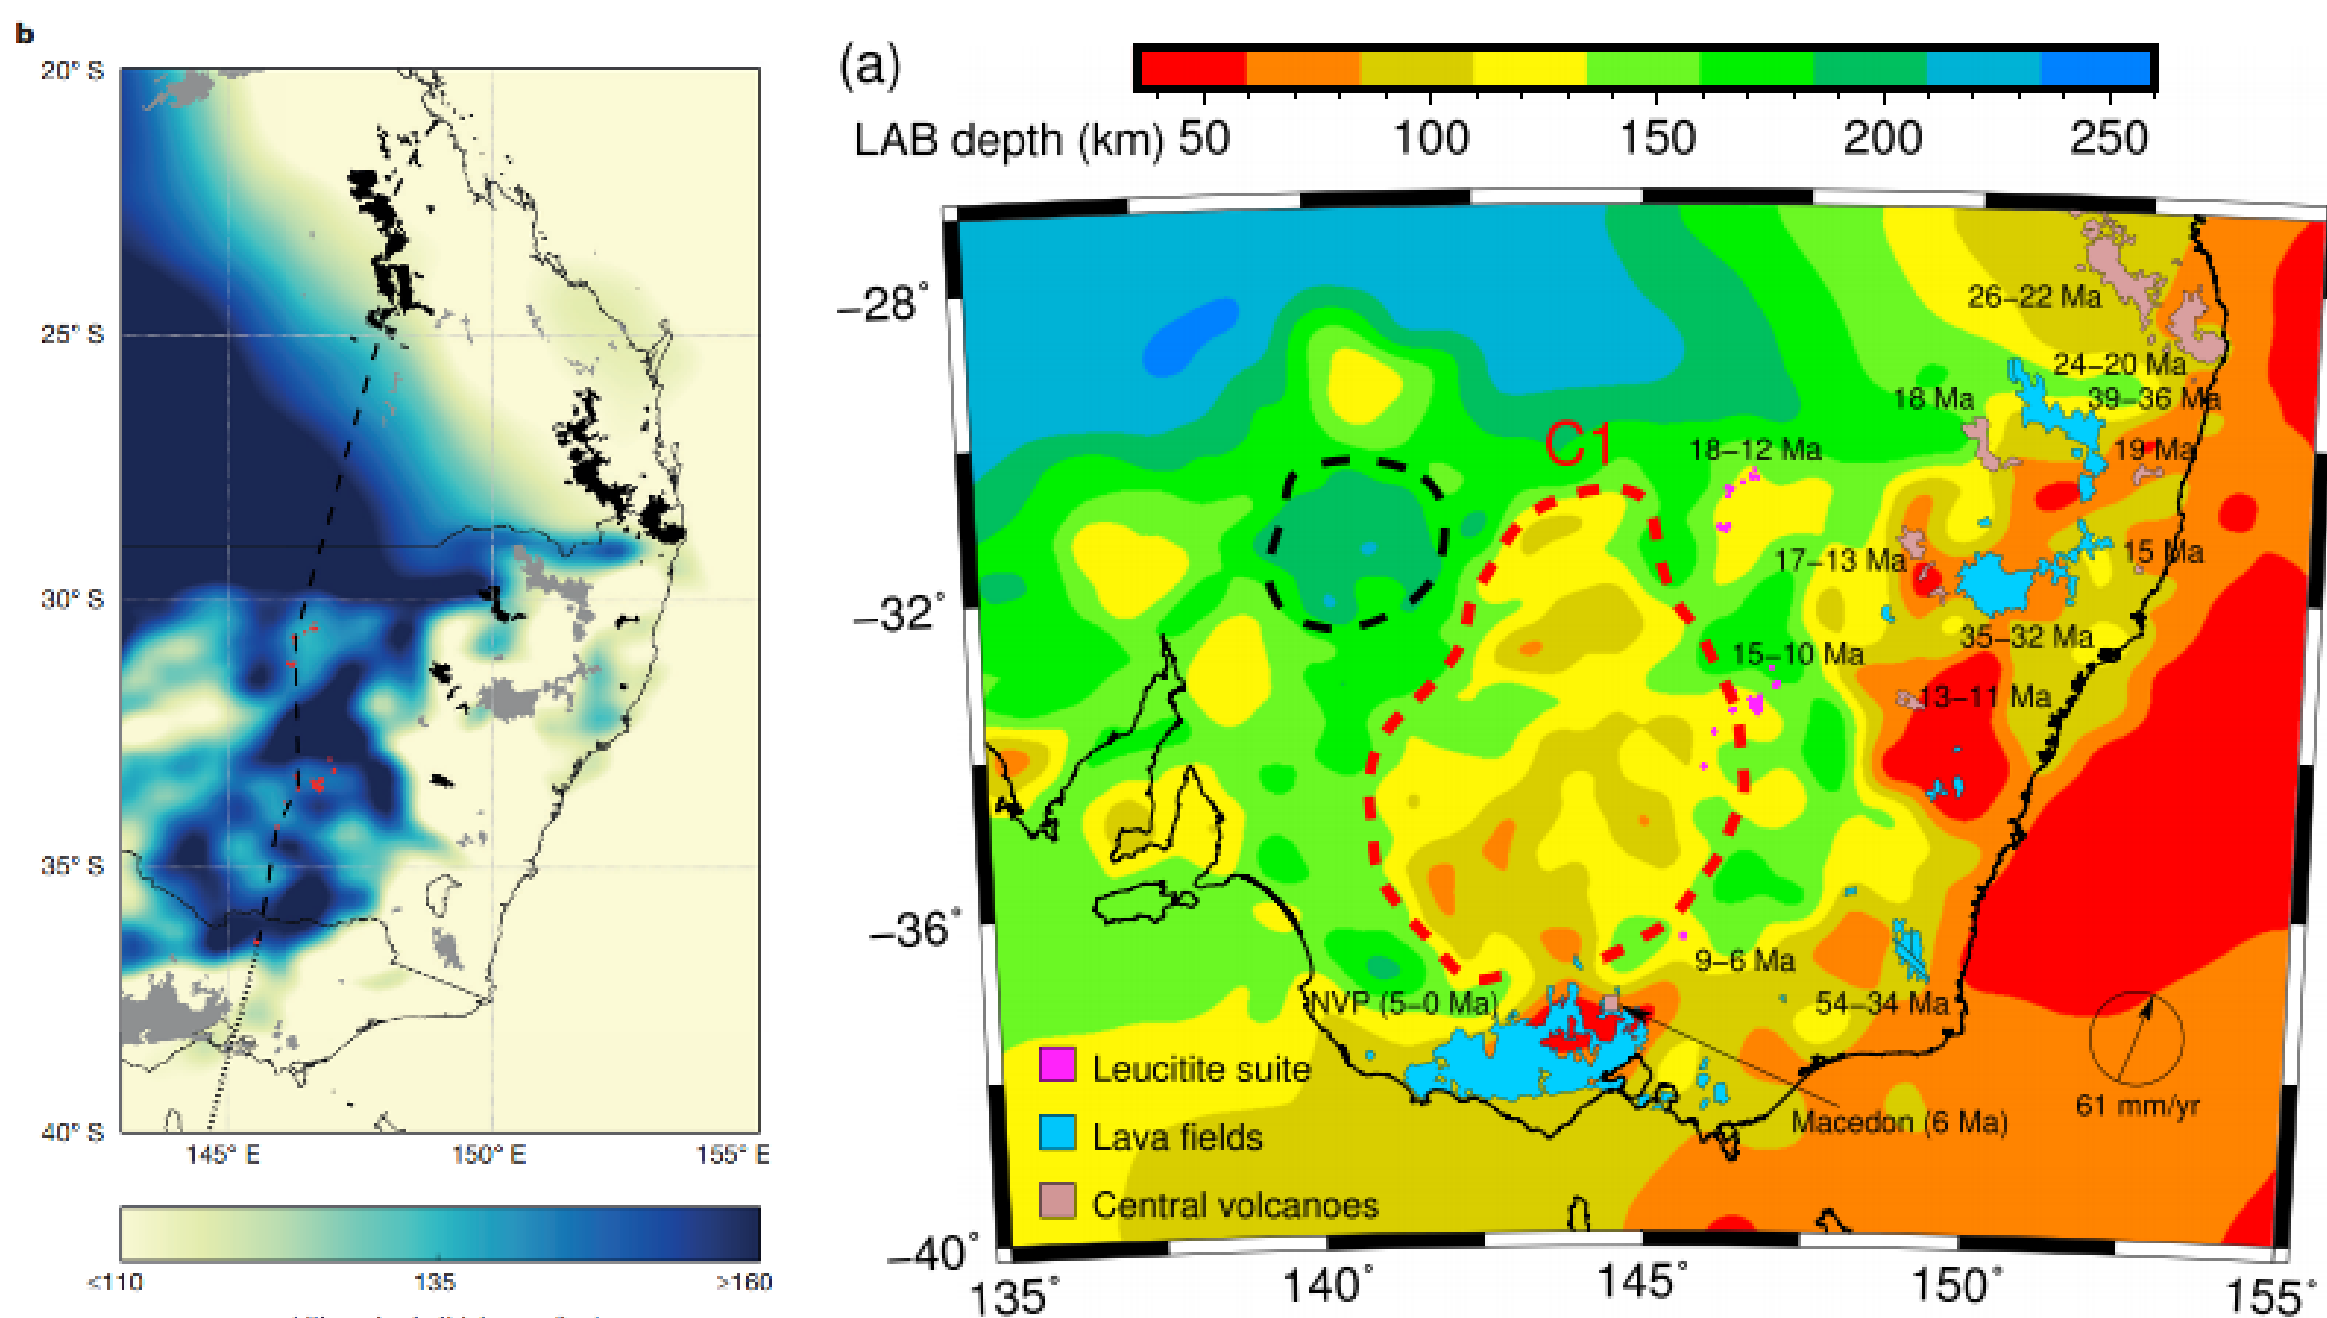 b
20° S
25° S
30° S
35° S
40° S
145° E
150° E
155° E
<110
135
>160
(a)
LAB depth (km) 50 100 150 200 250
−28°
−32°
−36°
−40°
135°
140°
145°
150°
155°
C1
26−22 Ma
24−20 Ma
18 Ma
39−36 Ma
18−12 Ma
19 Ma
17−13 Ma
15 Ma
35−32 Ma
15−10 Ma
13−11 Ma
9−6 Ma
NVP (5−0 Ma)
54−34 Ma
Leucitite suite
Lava fields
Central volcanoes
Macedon (6 Ma)
61 mm/yr